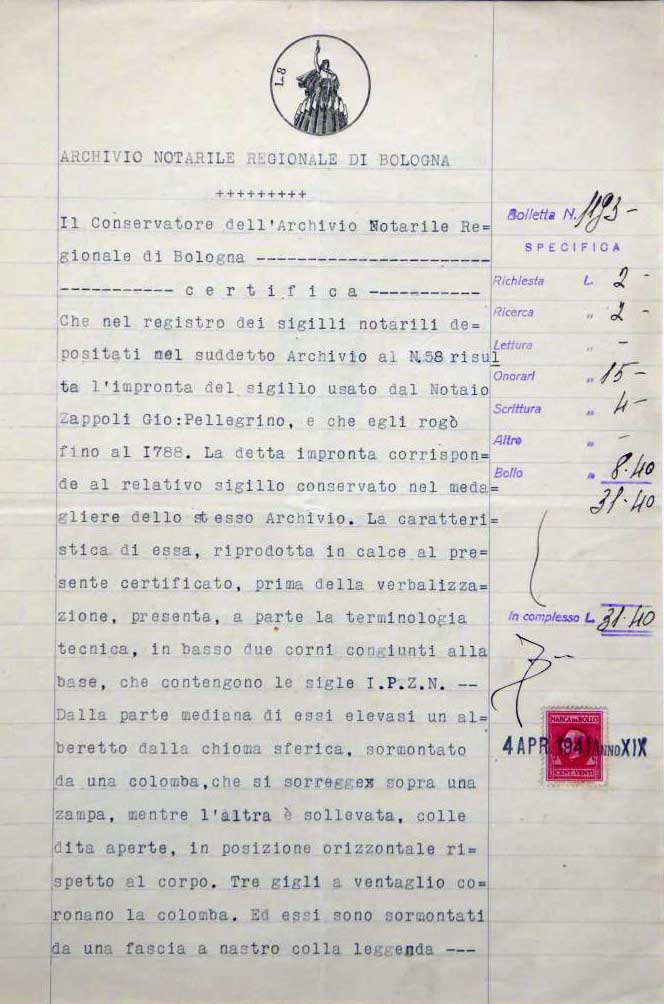 L.8
ARCHIVIO NOTARILE REGIONALE DI BOLOGNA
+++++++++
Il Conservatore dell'Archivio Notarile Re=
gionale di Bologna -----------------------
----------- c e r t i f i c a -----------
Che nel registro dei sigilli notarili de=
positati nel suddetto Archivio al N.58 risul
ta l'impronta del sigillo usato dal Notaio
Zappoli Gio:Pellegrino, e che egli rogò
fino al I788. La detta impronta corrispon=
de al relativo sigillo conservato nel meda=
gliere dello stesso Archivio. La caratteri=
stica di essa, riprodotta in calce al pre=
sente certificato, prima della verbalizza=
zione, presenta, a parte la terminologia
tecnica, in basso due corni congiunti alla
base, che contengono le sigle I.P.Z.N. --
Dalla parte mediana di essi elevasi un al=
beretto dalla chioma sferica, sormontato
da una colomba,che si sorreggex sopra una
zampa, mentre l'altra è sollevata, colle
dita aperte, in posizione orizzontale ri=
spetto al corpo. Tre gigli a ventaglio co=
ronano la colomba. Ed essi sono sormontati
da una fascia a nastro colla leggenda ---
Bolletta N. 1193-
SPECIFICA
Richiesta L. 2-
Ricerca " 2-
Lettura " -
Onorari " 15-
Scrittura " 4-
Altro " -
Bollo " 8.40
31.40
In complesso L. 31.40
MARCA DA BOLLO
4 APR. 1941 ANNO XIX
CENT. VENTI